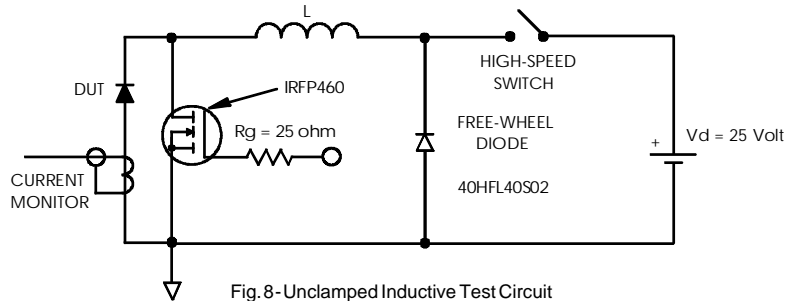 L
HIGH-SPEED
SWITCH
DUT
IRFP460
Rg = 25 ohm
FREE-WHEEL
DIODE
40HFL40S02
+
Vd = 25 Volt
CURRENT
MONITOR
Fig. 8 - Unclamped Inductive Test Circuit